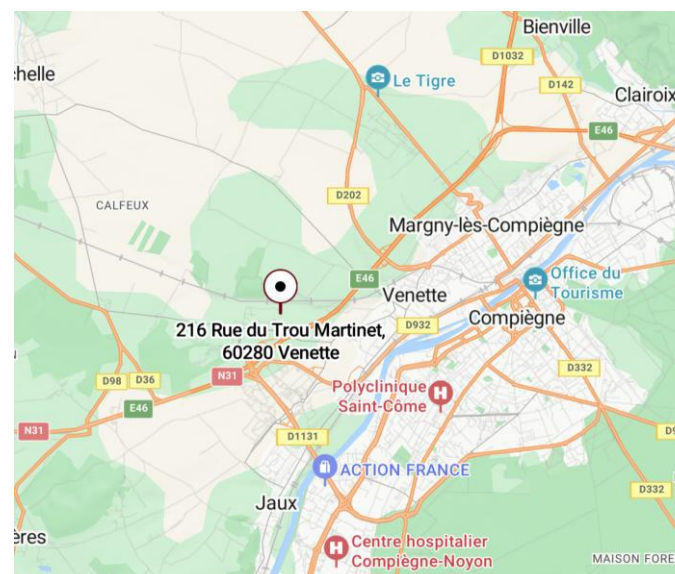 Bienville
D1032
chelle
Le Tigre
D142
Clairoix
E46
CALFEUX
D202
Margny-lès-Compiègne
E46
Office du
Tourisme
Venette
216 Rue du Trou Martinet,
60280 Venette
D932
Compiègne
N31
D98
D36
D332
Polyclinique
Saint-Côme
E46
N31
D1131
D9
ACTION FRANCE
D332
Jaux
ères
Centre hospitalier
Compiègne-Noyon
MAISON FORE